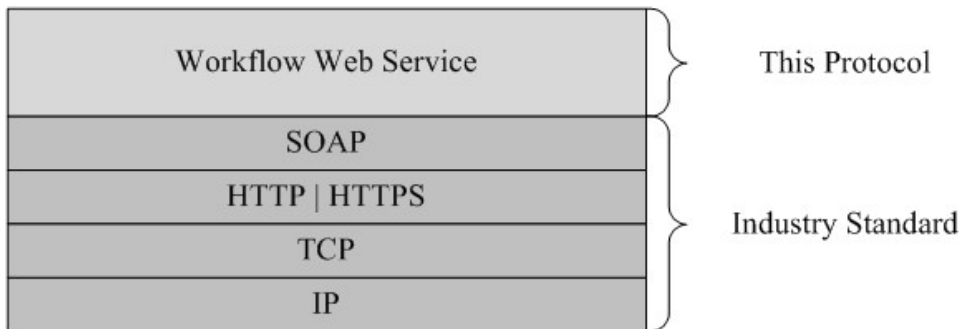 Workflow Web Service
This Protocol
SOAP
HTTP | HTTPS
Industry Standard
TCP
IP